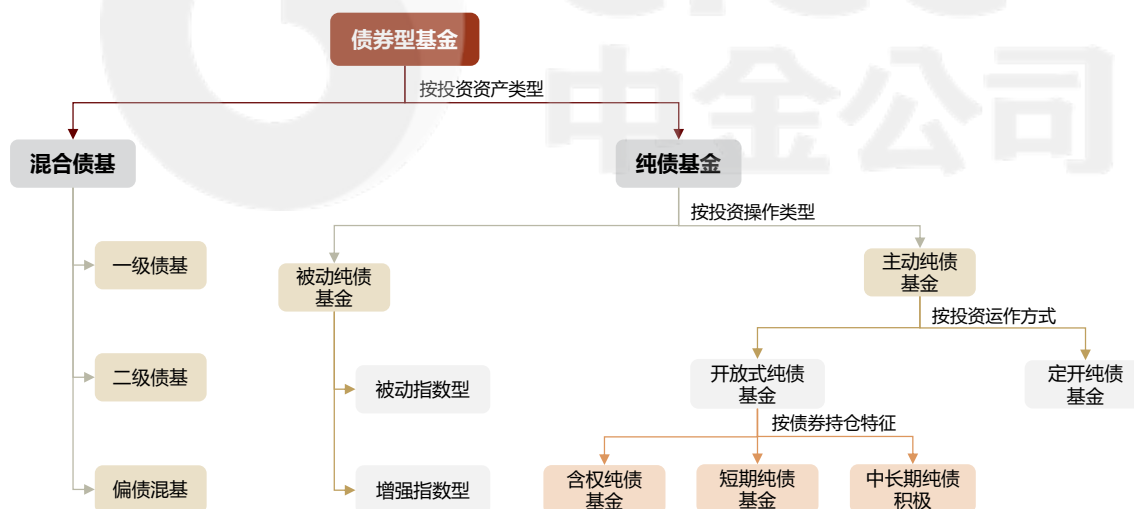 中金公司
债券型基金
按投资资产类型
混合债基
纯债基金
按投资操作类型
一级债基
被动纯债
基金
主动纯债
基金
按投资运作方式
二级债基
被动指数型
开放式纯债
基金
定开纯债
基金
按债券持仓特征
偏债混基
增强指数型
含权纯债
基金
短期纯债
基金
中长期纯债
积极